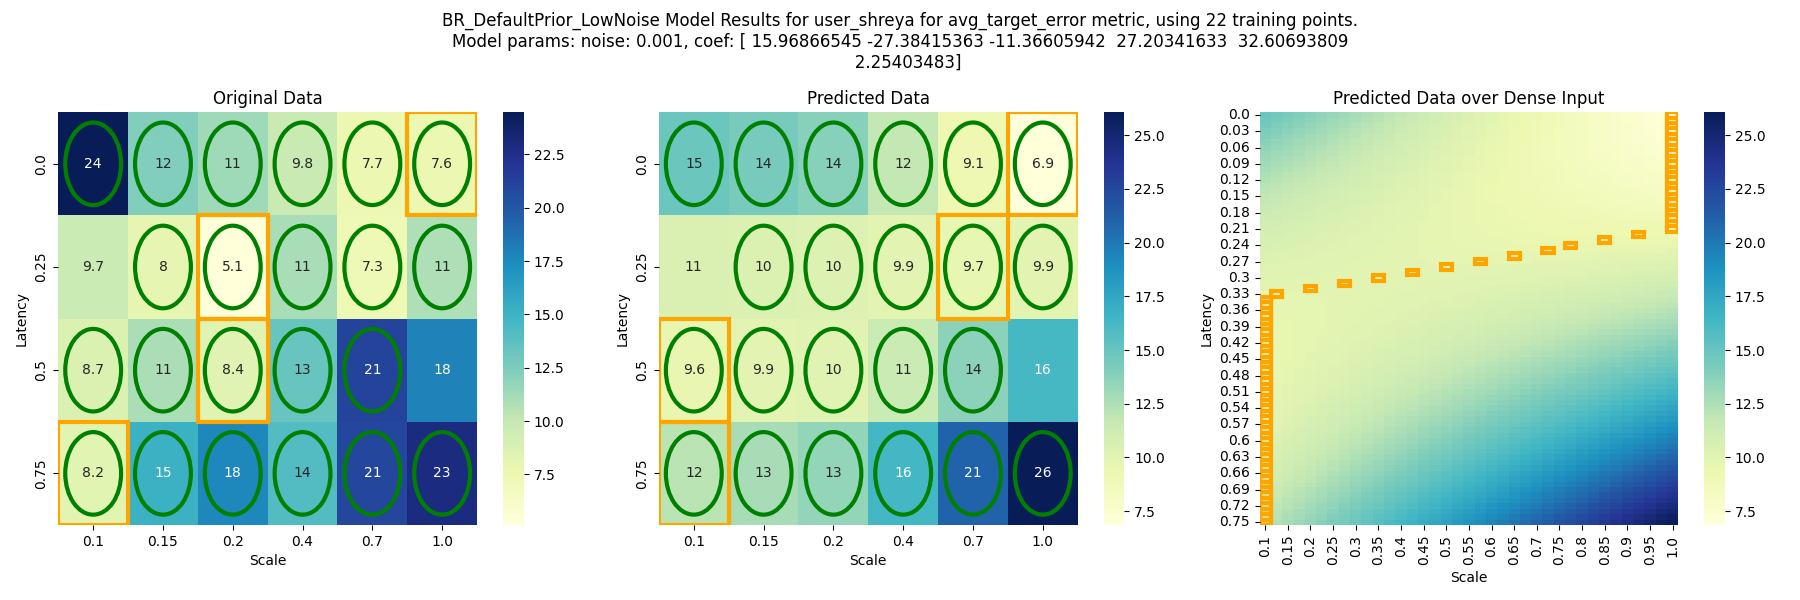 BR_DefaultPrior_LowNoise Model Results for user_shreya for avg_target_error metric, using 22 training points.
Model params: noise: 0.001, coef: [ 15.96866545 -27.38415363 -11.36605942  27.20341633  32.60693809
2.25403483]
Original Data
Latency
0.0 24 12 11 9.8 7.7 7.6
0.25 9.7 8 5.1 11 7.3 11
0.5 8.7 11 8.4 13 21 18
0.75 8.2 15 18 14 21 23
0.1 0.15 0.2 0.4 0.7 1.0
Scale
22.5
20.0
17.5
15.0
12.5
10.0
7.5
Predicted Data
Latency
0.0 15 14 14 12 9.1 6.9
0.25 11 10 10 9.9 9.7 9.9
0.5 9.6 9.9 10 11 14 16
0.75 12 13 13 16 21 26
0.1 0.15 0.2 0.4 0.7 1.0
Scale
25.0
22.5
20.0
17.5
15.0
12.5
10.0
7.5
Predicted Data over Dense Input
Latency
0.0
0.03
0.06
0.09
0.12
0.15
0.18
0.21
0.24
0.27
0.3
0.33
0.36
0.39
0.42
0.45
0.48
0.51
0.54
0.57
0.6
0.63
0.66
0.69
0.72
0.75
0.1 0.15 0.2 0.25 0.3 0.35 0.4 0.45 0.5 0.55 0.6 0.65 0.7 0.75 0.8 0.85 0.9 0.95 1.0
Scale
25.0
22.5
20.0
17.5
15.0
12.5
10.0
7.5